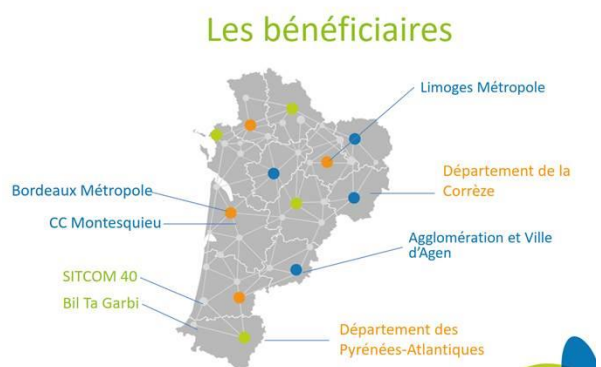 Les bénéficiaires
Limoges Métropole
Département de la
Corrèze
Bordeaux Métropole
CC Montesquieu
Agglomération et Ville
d'Agen
SITCOM 40
Bil Ta Garbi
Département des
Pyrénées-Atlantiques